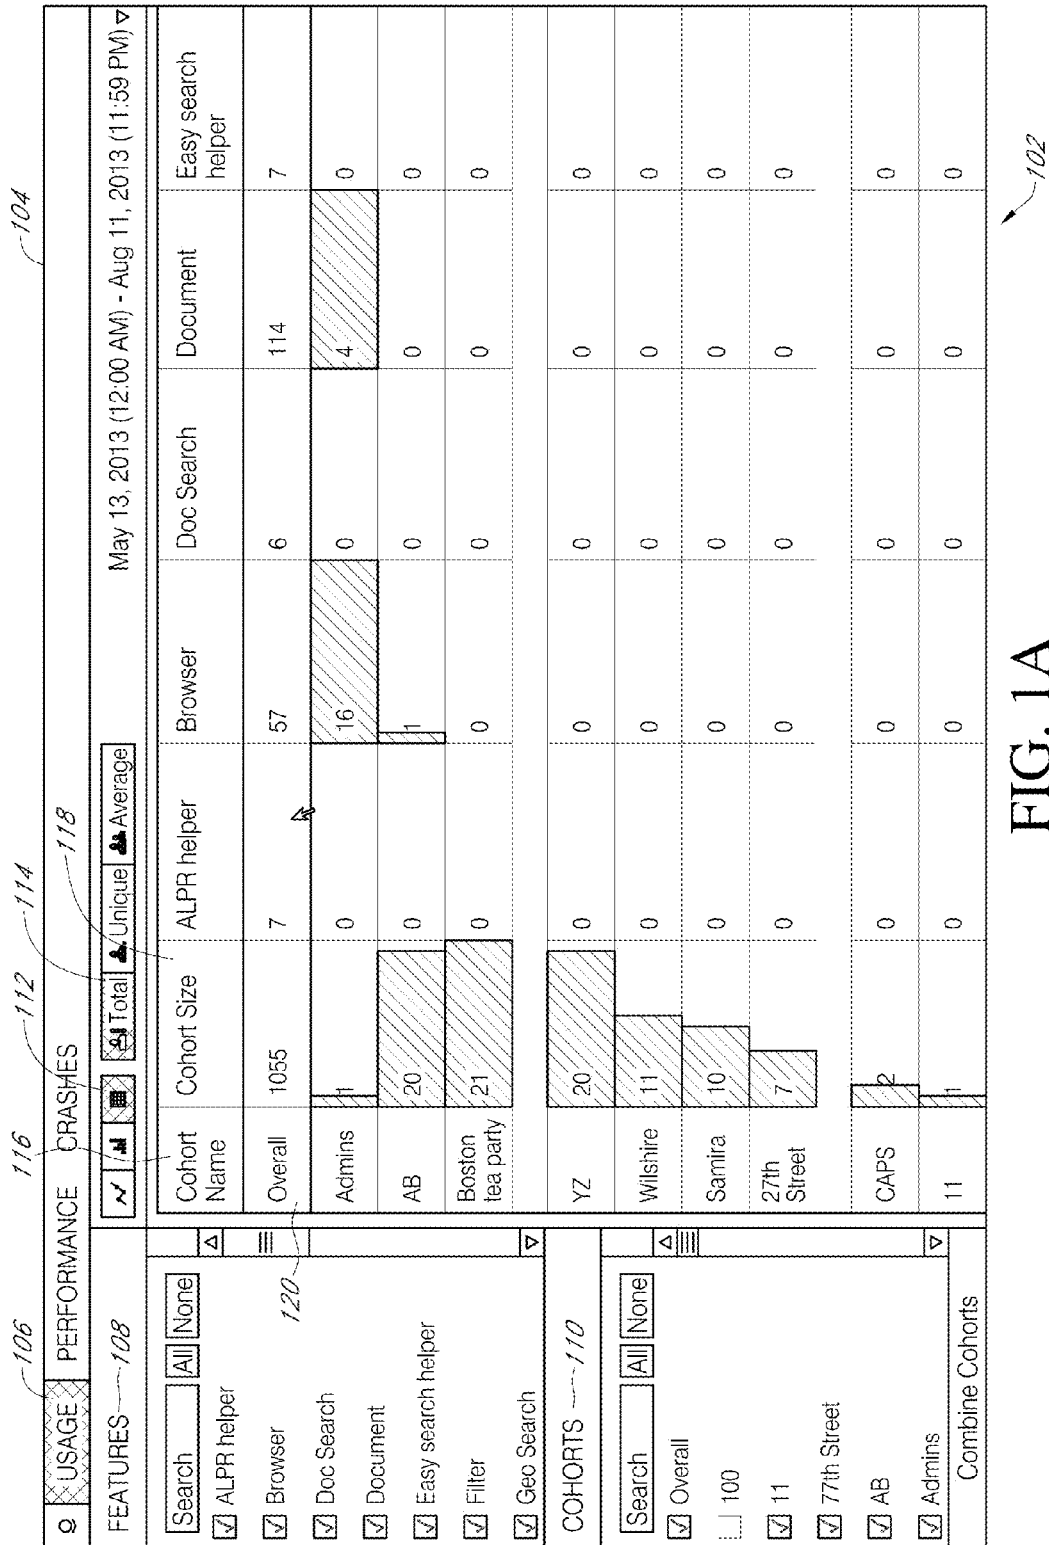 104
106
USAGE PERFORMANCE CRASHES
116
112
114
118
FEATURES
108
Total Unique Average
May 13, 2013 (12:00 AM) - Aug 11, 2013 (11:59 PM)
Search All None
ALPR helper
Browser
Doc Search
Document
Easy search helper
Filter
Geo Search
120
COHORTS
110
Search All None
Overall
100
11
77th Street
AB
Admins
Combine Cohorts
Cohort Name Cohort Size ALPR helper Browser Doc Search Document Easy search helper
Overall 1055 7 57 6 114 7
Admins 1 0 16 0 4 0
AB 20 0 1 0 0 0
Boston tea party 21 0 0 0 0 0
YZ 20 0 0 0 0 0
Wilshire 11 0 0 0 0 0
Samira 10 0 0 0 0 0
27th Street 7 0 0 0 0 0
CAPS 2 0 0 0 0 0
11 1 0 0 0 0 0
102
FIG. 1A